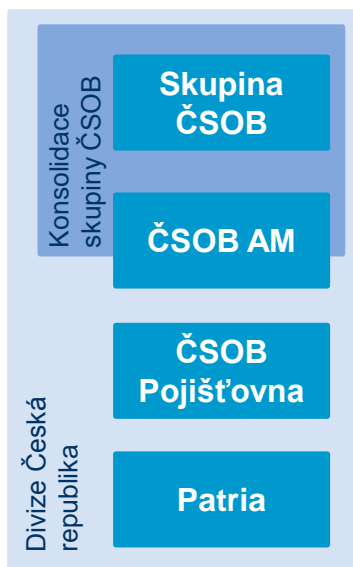 Konsolidace
skupiny ČSOB
Skupina
ČSOB
ČSOB AM
ČSOB
Pojišťovna
Divize Česká
republika
Patria